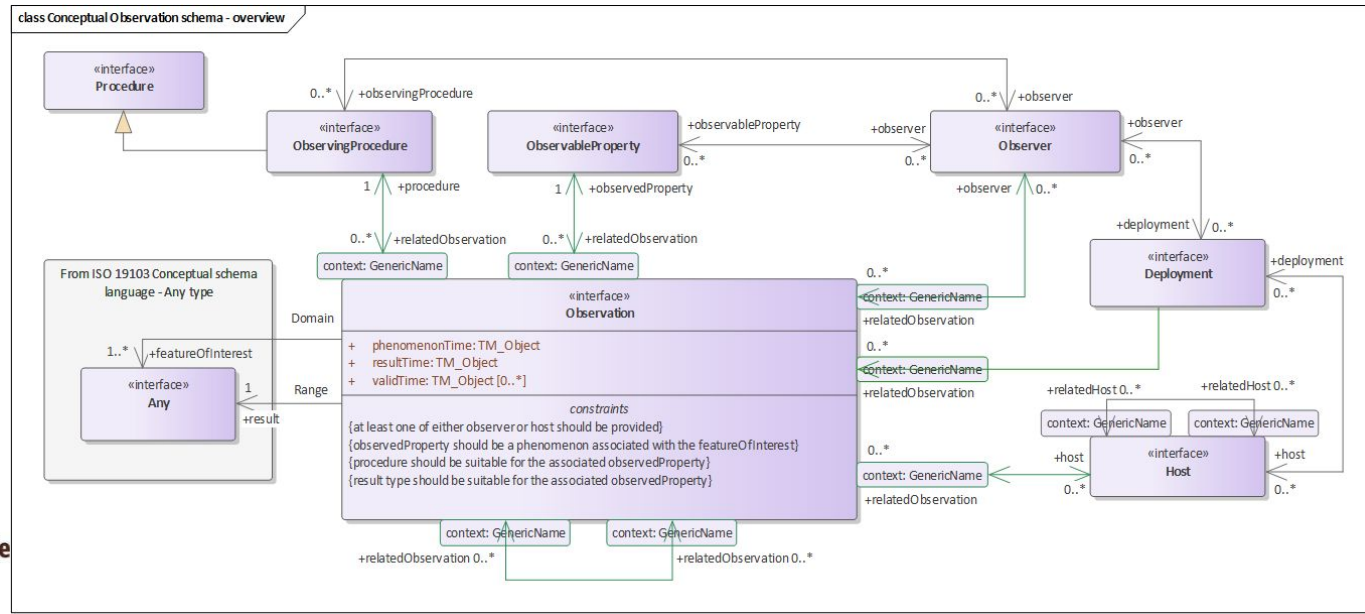 class Conceptual Observation schema - overview
«interface»
Procedure
0..*
+observingProcedure
0..*
+observer
«interface»
ObservingProcedure
«interface»
ObservableProperty
+observableProperty
0..*
+observer
0..*
«interface»
Observer
+observer
0..*
1
+procedure
1
+observedProperty
+observer
0..*
0..*
+relatedObservation
0..*
+relatedObservation
+deployment
0..*
context: GenericName
context: GenericName
«interface»
Deployment
+deployment
0..*
From ISO 19103 Conceptual schema
language - Any type
Domain
1..*
+featureOfInterest
«interface»
Any
Range
1
+result
«interface»
Observation
+ phenomenonTime: TM_Object
+ resultTime: TM_Object
+ validTime: TM_Object [0..*]
constraints
{at least one of either observer or host should be provided}
{observedProperty should be a phenomenon associated with the featureOfInterest}
{procedure should be suitable for the associated observedProperty}
{result type should be suitable for the associated observedProperty}
0..*
context: GenericName
+relatedObservation
0..*
context: GenericName
+relatedObservation
0..*
context: GenericName
+relatedObservation
+relatedHost 0..*
+relatedHost 0..*
context: GenericName
context: GenericName
+host
0..*
«interface»
Host
+host
0..*
context: GenericName
context: GenericName
+relatedObservation 0..*
+relatedObservation 0..*
e